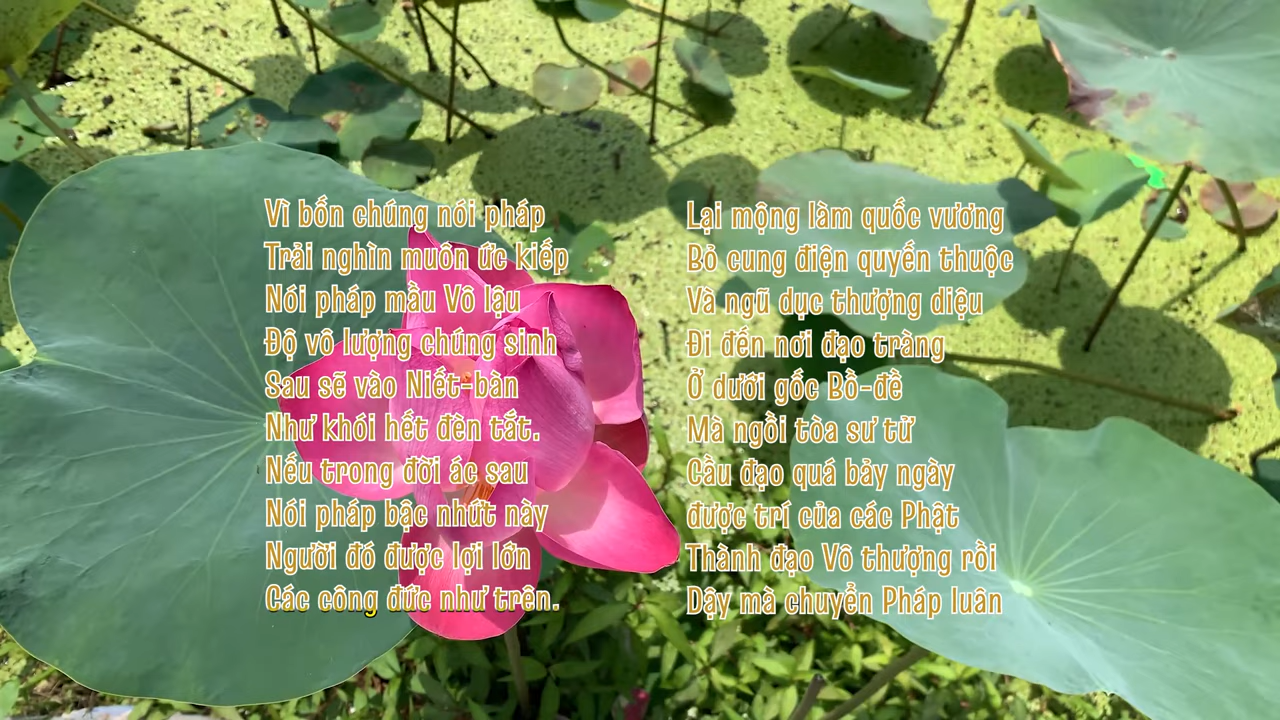 Vì bốn chúng nói pháp
Trải nghìn muôn ức kiếp
Nói pháp mầu Vô lậu
Độ vô lượng chúng sinh
Sau sẽ vào Niết-bàn
Như khói hết đèn tắt.
Nếu trong đời ác sau
Nói pháp bậc nhứt này
Người đó được lợi lớn
Các công đức như trên.
Lại mộng làm quốc vương
Bỏ cung điện quyến thuộc
Và ngũ dục thượng diệu
Đi đến nơi đạo tràng
Ở dưới gốc Bồ-đề
Mà ngồi tòa sư tử
Cầu đạo quá bảy ngày
được trí của các Phật
Thành đạo Vô thượng rồi
Dậy mà chuyển Pháp luân